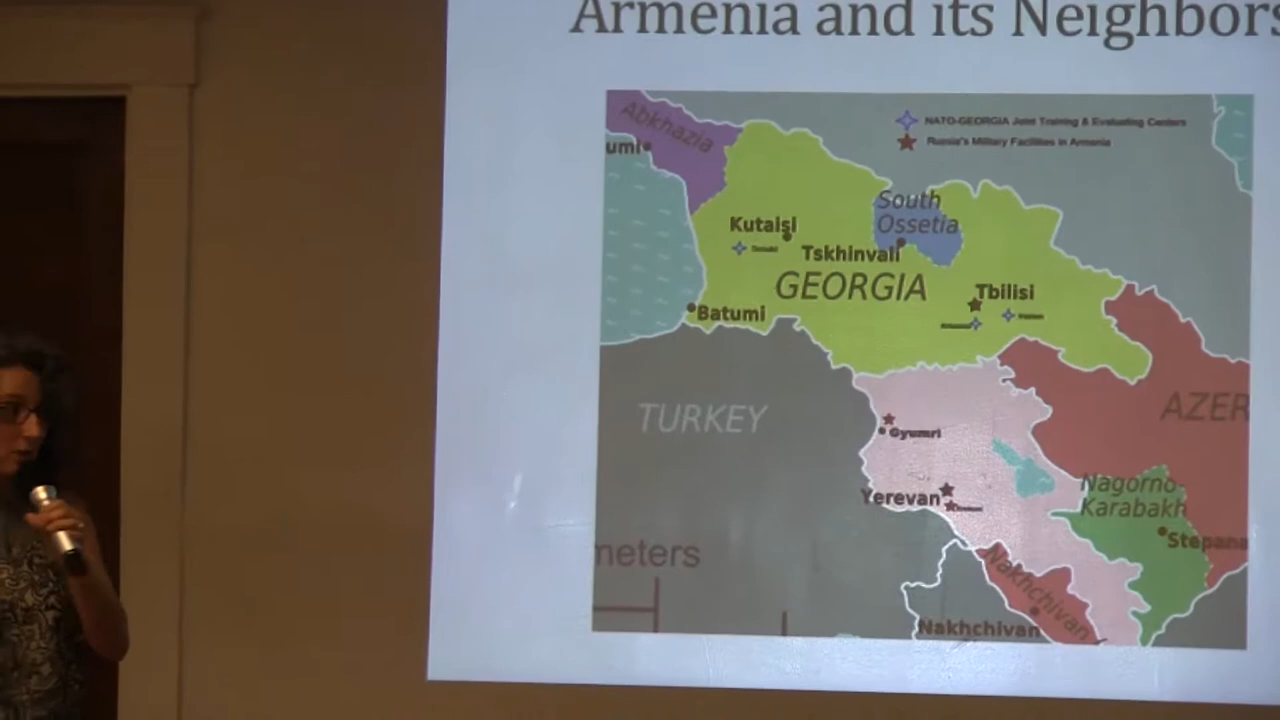 Armenia and its Neighbors
Abkhazia
NATO-GEORGIA Joint Training & Evaluating Centers
Russia's Military Facilities in Armenia
umi
South
Ossetia
Kutaisi
Tskhinvali
GEORGIA
Tbilisi
Batumi
TURKEY
AZER
Gyumri
Nagorno-
Karabakh
Yerevan
Stepana
meters
Nakhchivan
Nakhchivan